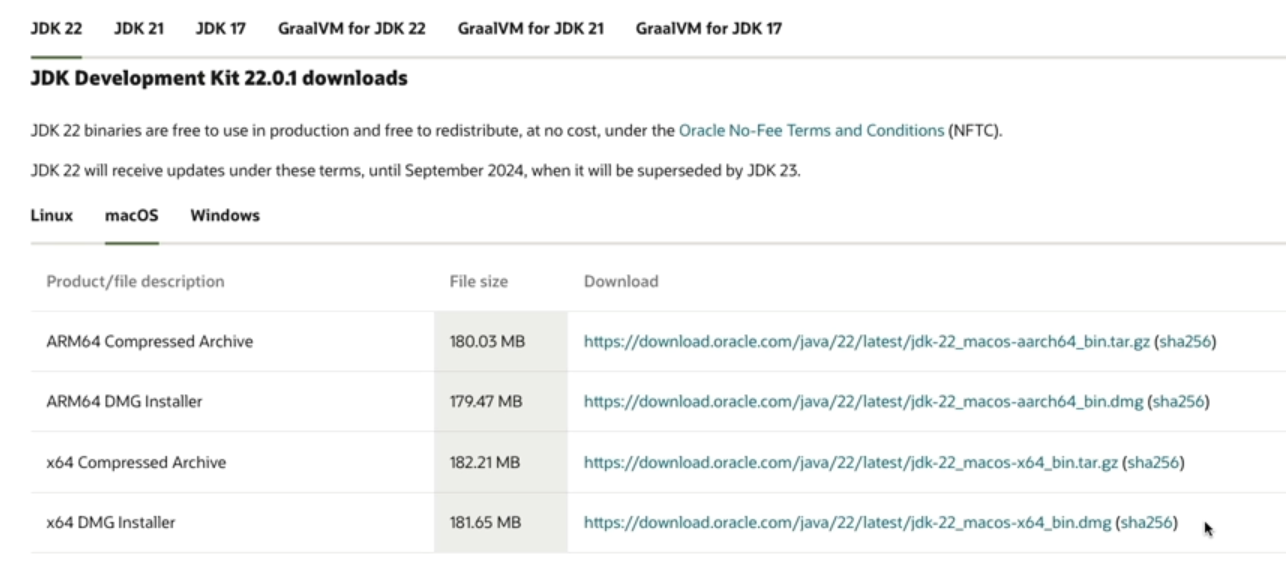 JDK 22 JDK 21 JDK 17 GraalVM for JDK 22 GraalVM for JDK 21 GraalVM for JDK 17
JDK Development Kit 22.0.1 downloads
JDK 22 binaries are free to use in production and free to redistribute, at no cost, under the Oracle No-Fee Terms and Conditions (NFTC).
JDK 22 will receive updates under these terms, until September 2024, when it will be superseded by JDK 23.
Linux macOS Windows
Product/file description File size Download
ARM64 Compressed Archive 180.03 MB https://download.oracle.com/java/22/latest/jdk-22_macos-aarch64_bin.tar.gz (sha256)
ARM64 DMG Installer 179.47 MB https://download.oracle.com/java/22/latest/jdk-22_macos-aarch64_bin.dmg (sha256)
x64 Compressed Archive 182.21 MB https://download.oracle.com/java/22/latest/jdk-22_macos-x64_bin.tar.gz (sha256)
x64 DMG Installer 181.65 MB https://download.oracle.com/java/22/latest/jdk-22_macos-x64_bin.dmg (sha256)